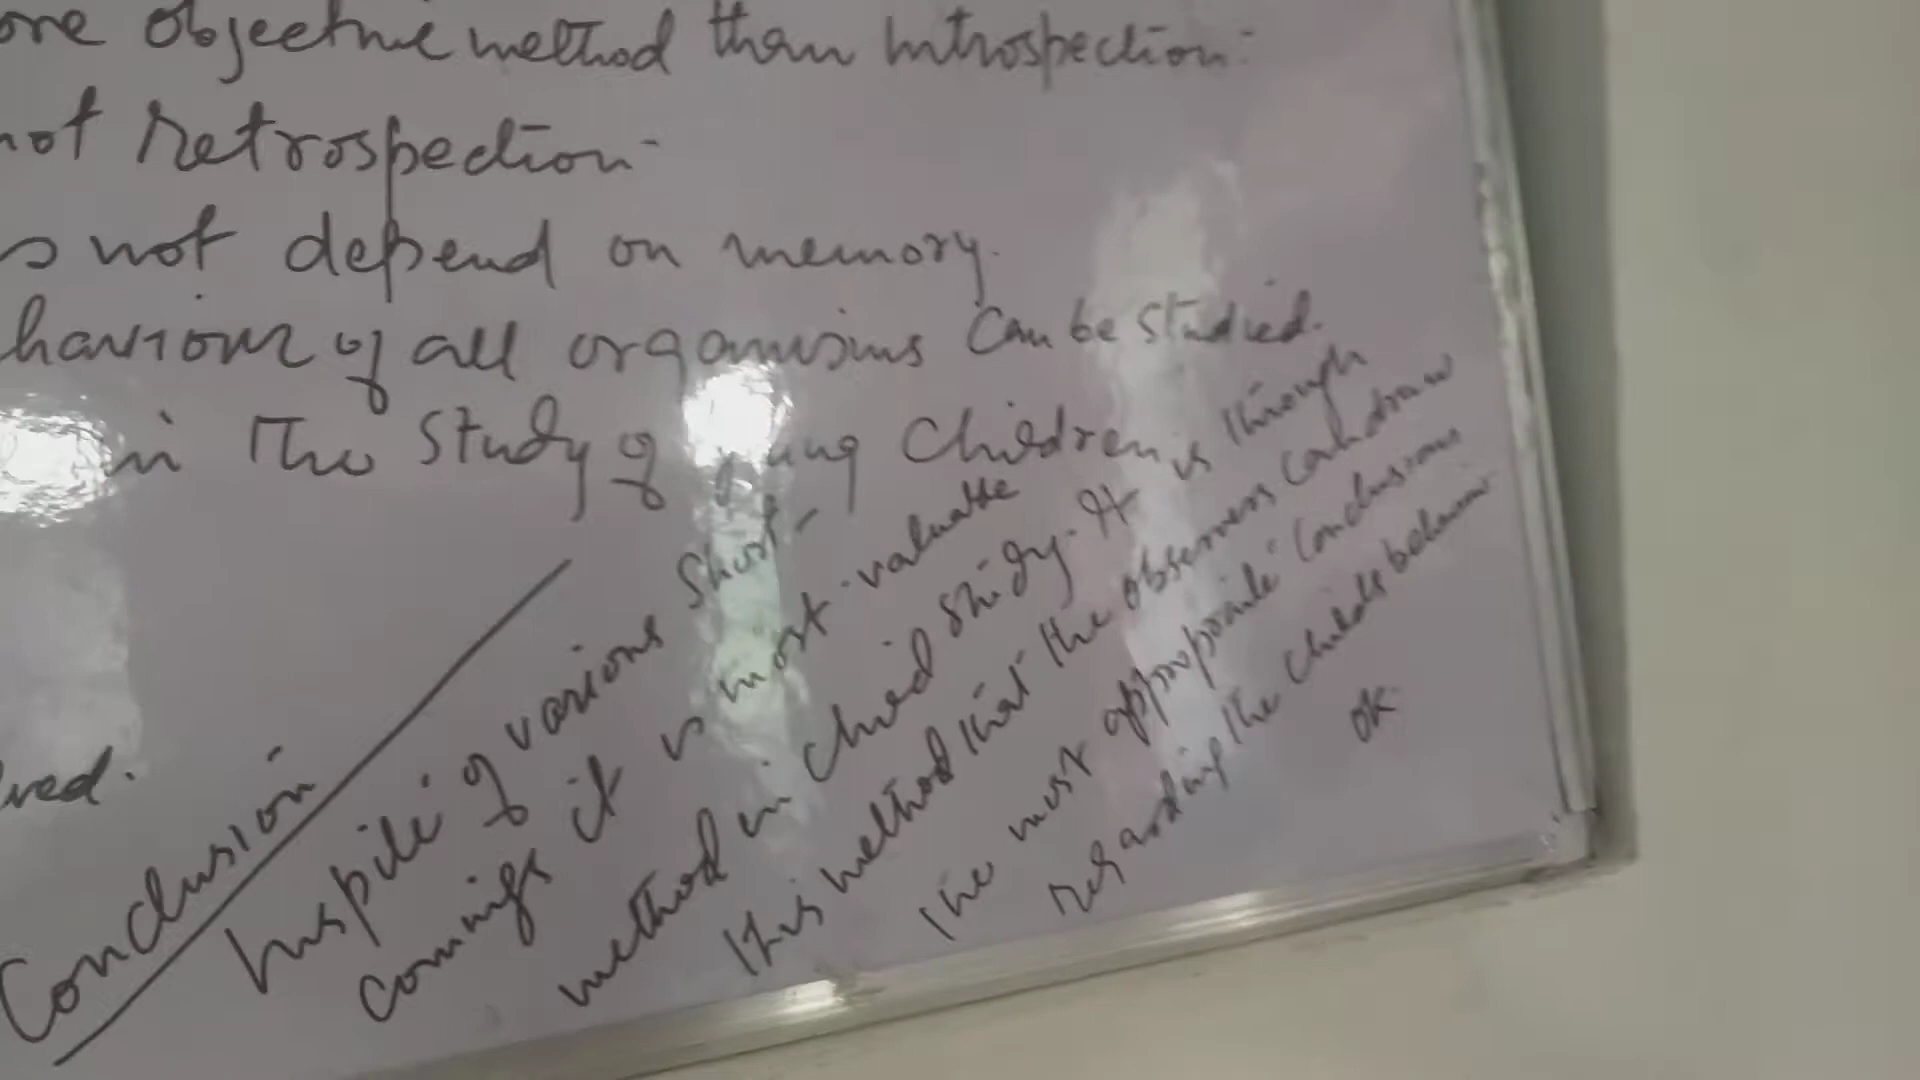 ore objective method than Introspection.
not Retrospection.
s not depend on memory.
haviour of all organisms can be studied.
in The study of young children
ved.
Conclusion
Inspite of various short-
comings it is most valuable
method in child study. It is through
this method that the observers can draw
the most appropriate conclusions
regarding the childs behaviour
OK